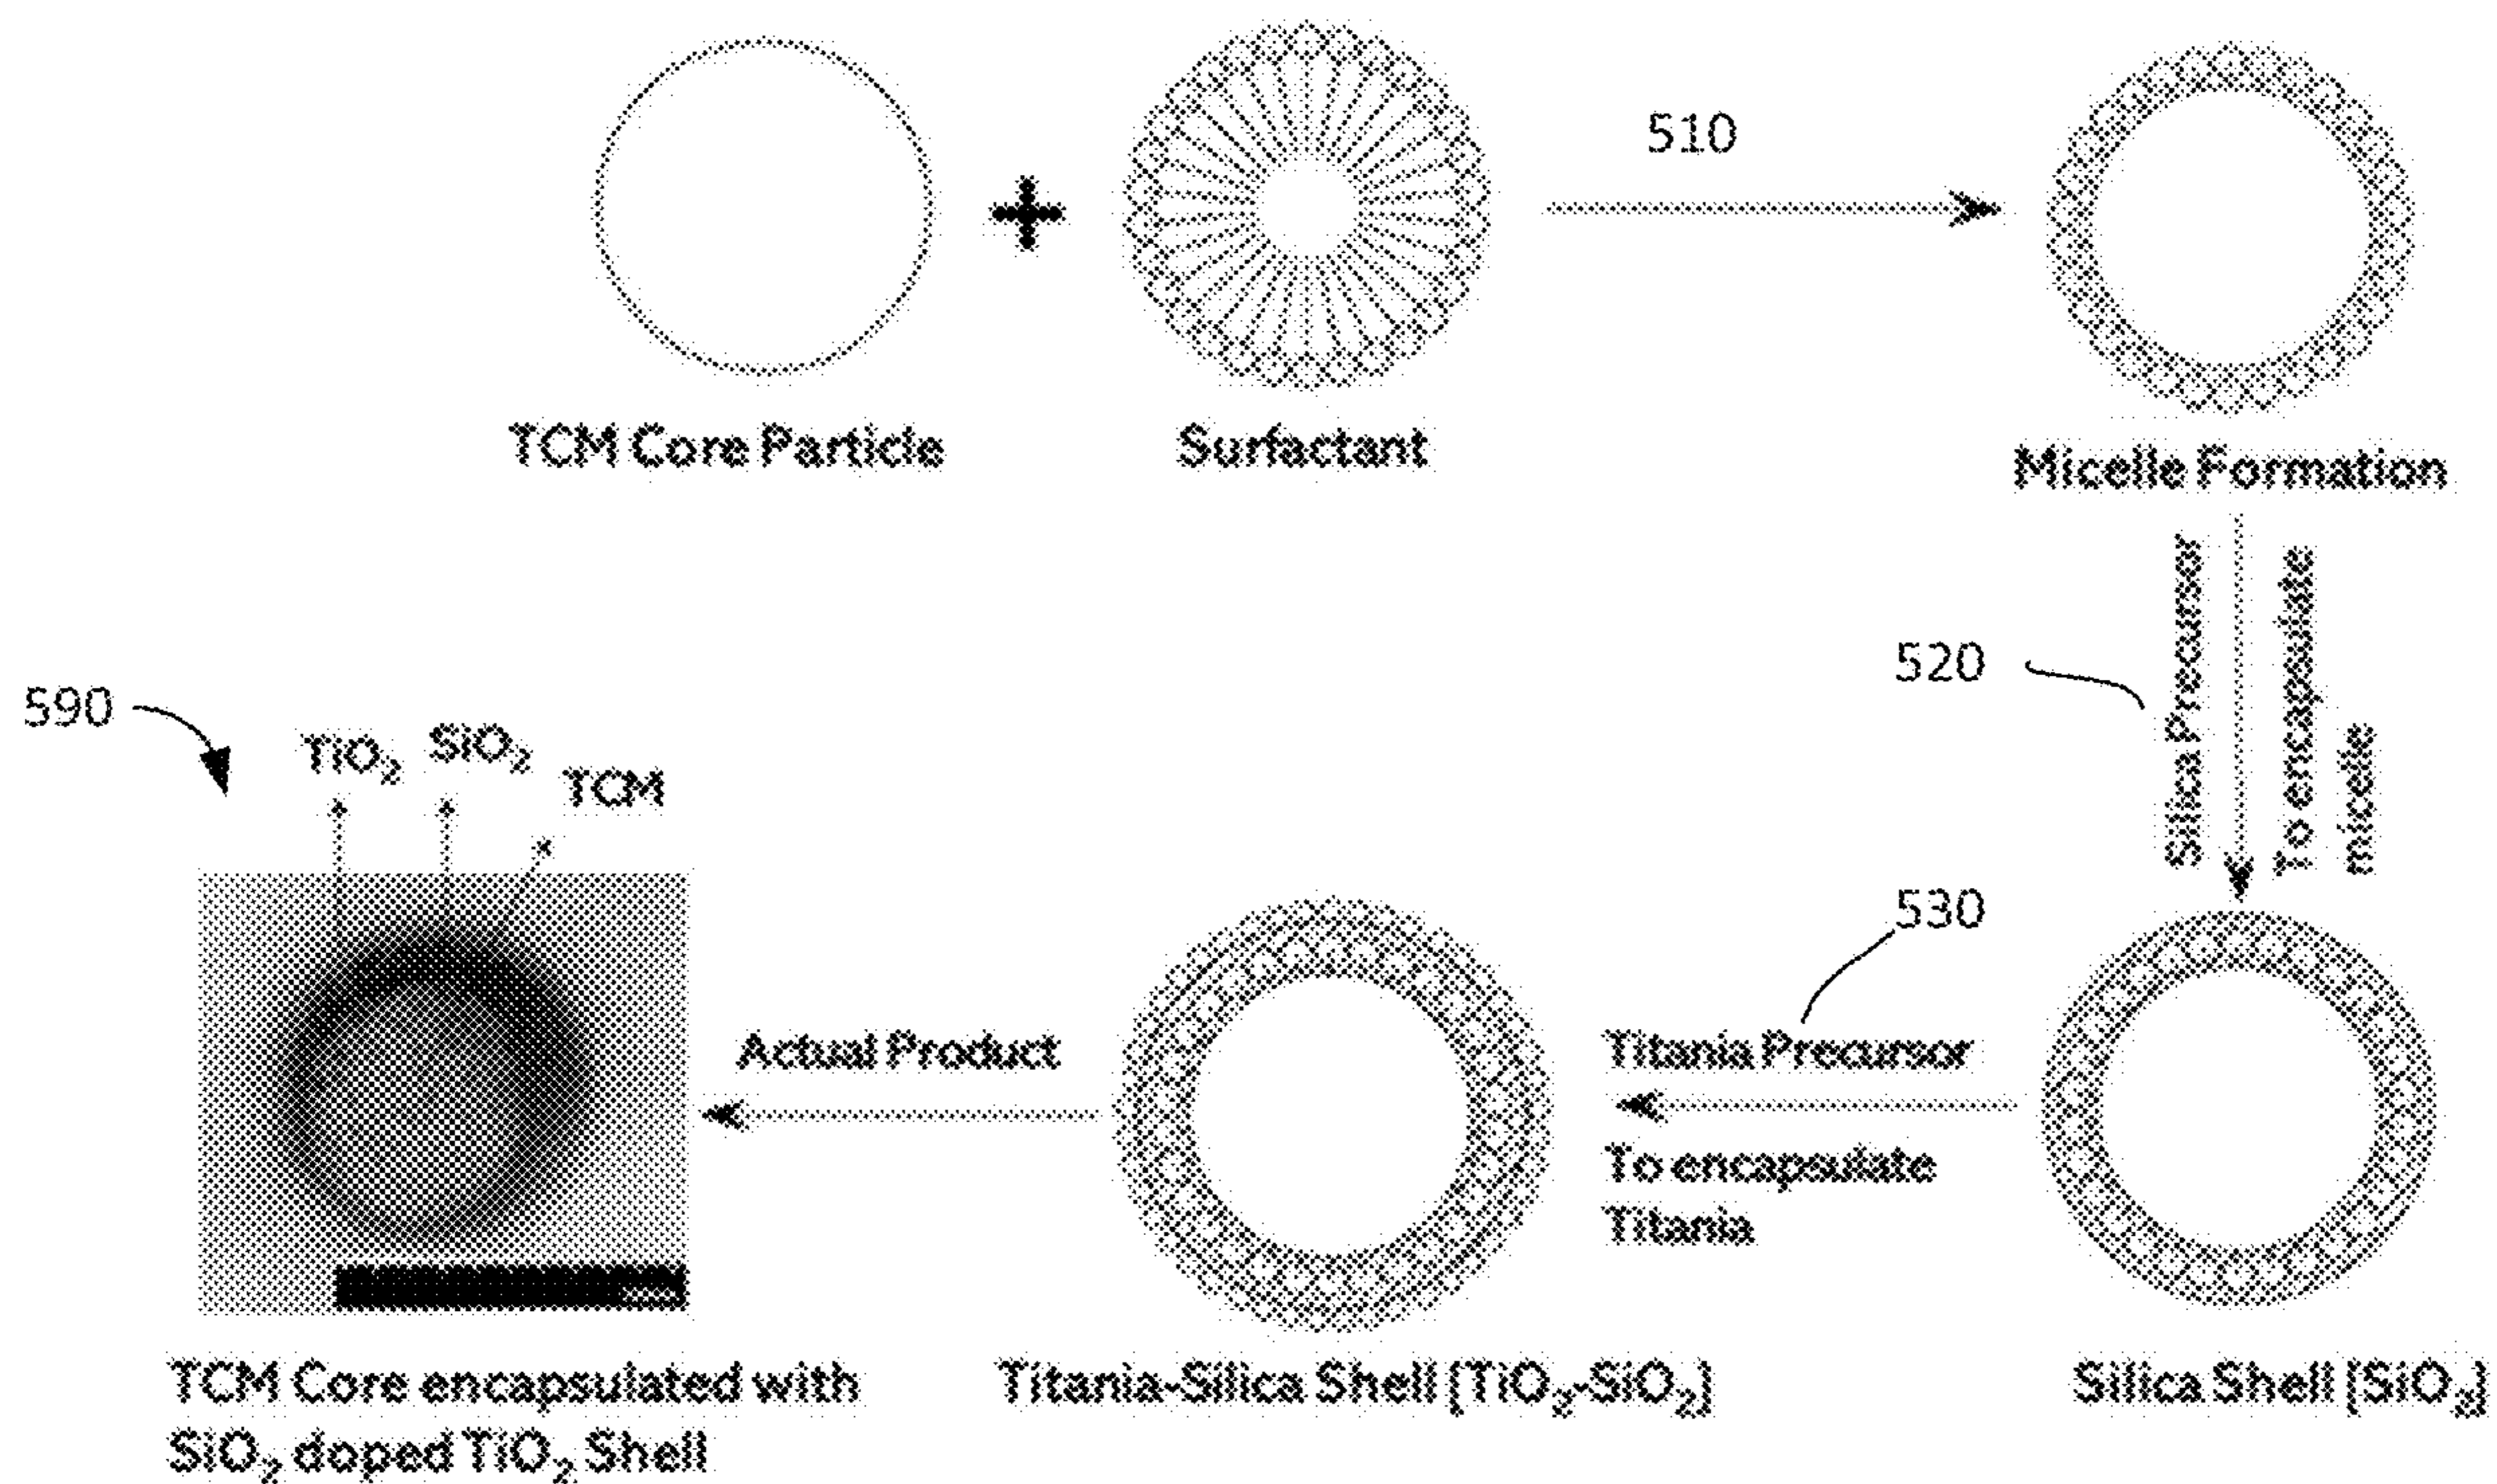 510
TCM Core Particle
Surfactant
Micelle Formation
520
Silica Precursor
To encapsulate
micelle
590
TiO₂
SiO₂
TCM
530
Actual Product
Titania Precursor
To encapsulate
Titania
TCM Core encapsulated with
SiO₂ doped TiO₂ Shell
Titania-Silica Shell [TiO₂-SiO₂]
Silica Shell [SiO₂]